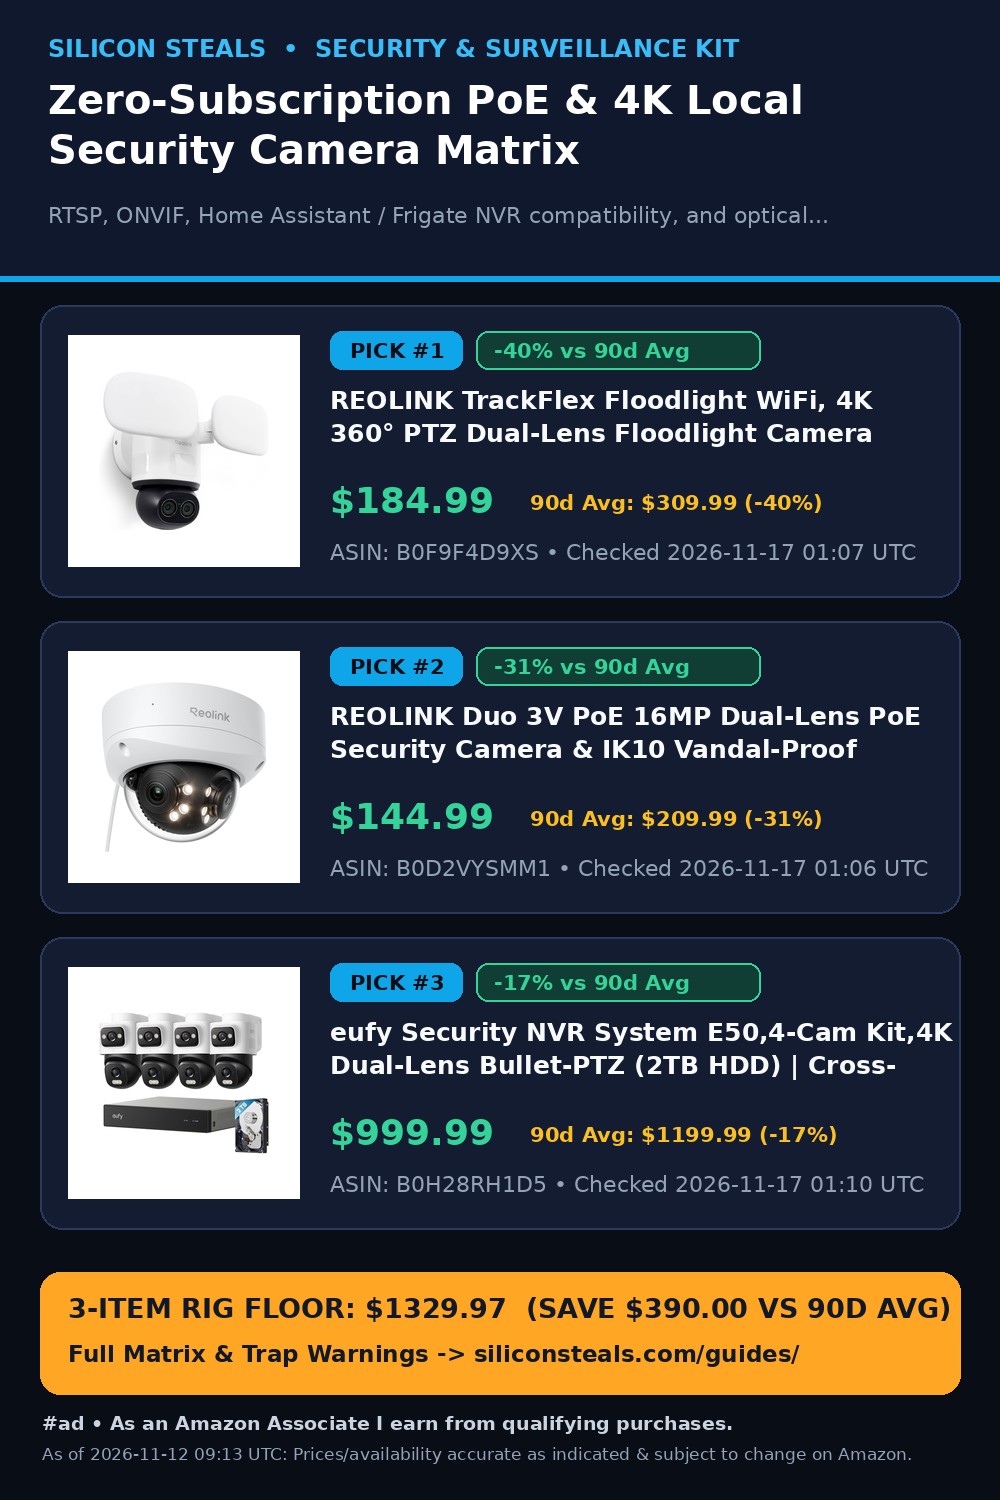 SILICON STEALS • SECURITY & SURVEILLANCE KIT
Zero-Subscription PoE & 4K Local
Security Camera Matrix
RTSP, ONVIF, Home Assistant / Frigate NVR compatibility, and optical...
PICK #1
-40% vs 90d Avg
REOLINK TrackFlex Floodlight WiFi, 4K
360° PTZ Dual-Lens Floodlight Camera
$184.99
90d Avg: $309.99 (-40%)
ASIN: B0F9F4D9XS • Checked 2026-11-17 01:07 UTC
Reolink
PICK #2
-31% vs 90d Avg
REOLINK Duo 3V PoE 16MP Dual-Lens PoE
Security Camera & IK10 Vandal-Proof
$144.99
90d Avg: $209.99 (-31%)
ASIN: B0D2VYSMM1 • Checked 2026-11-17 01:06 UTC
eufy
PICK #3
-17% vs 90d Avg
eufy Security NVR System E50,4-Cam Kit,4K
Dual-Lens Bullet-PTZ (2TB HDD) | Cross-
$999.99
90d Avg: $1199.99 (-17%)
ASIN: B0H28RH1D5 • Checked 2026-11-17 01:10 UTC
3-ITEM RIG FLOOR: $1329.97 (SAVE $390.00 VS 90D AVG)
Full Matrix & Trap Warnings -> siliconsteals.com/guides/
#ad • As an Amazon Associate I earn from qualifying purchases.
As of 2026-11-12 09:13 UTC: Prices/availability accurate as indicated & subject to change on Amazon.